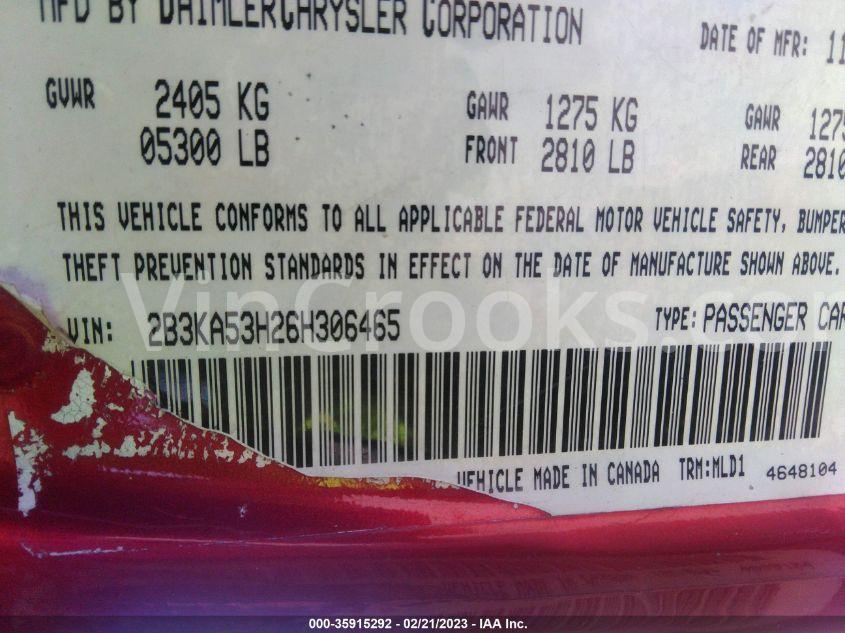 MFD BY DAIMLERCHRYSLER CORPORATION DATE OF MFR: 11
GVWR 2405 KG GAWR 1275 KG GAWR 1275
05300 LB FRONT 2810 LB REAR 2810
THIS VEHICLE CONFORMS TO ALL APPLICABLE FEDERAL MOTOR VEHICLE SAFETY, BUMPER
THEFT PREVENTION STANDARDS IN EFFECT ON THE DATE OF MANUFACTURE SHOWN ABOVE.
VinCrooks.com
VIN: 2B3KA53H26H306465 TYPE: PASSENGER CAR
VEHICLE MADE IN CANADA TRM:MLD1 4648104
000-35915292 - 02/21/2023 - IAA Inc.